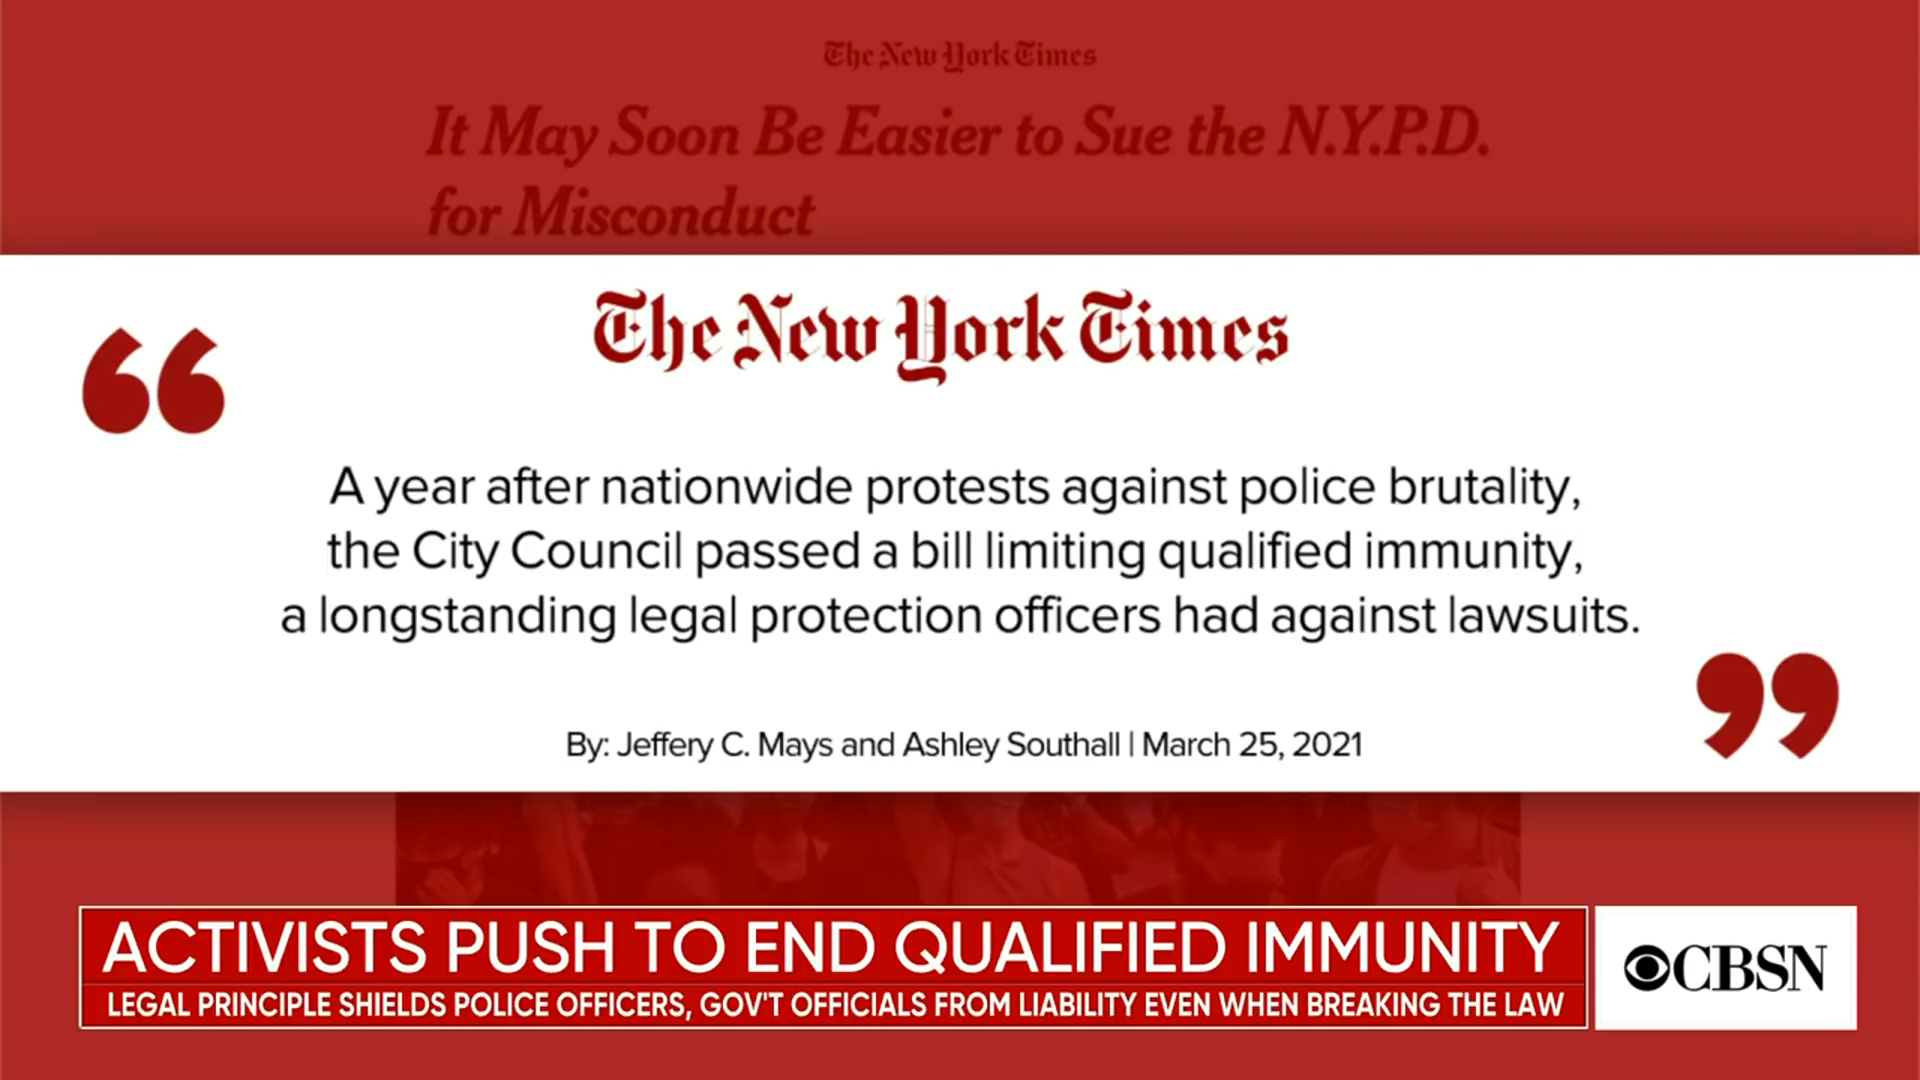 The New York Times
It May Soon Be Easier to Sue the N.Y.P.D.
for Misconduct
The New York Times
“
A year after nationwide protests against police brutality,
the City Council passed a bill limiting qualified immunity,
a longstanding legal protection officers had against lawsuits.
”
By: Jeffery C. Mays and Ashley Southall | March 25, 2021
ACTIVISTS PUSH TO END QUALIFIED IMMUNITY
LEGAL PRINCIPLE SHIELDS POLICE OFFICERS, GOV'T OFFICIALS FROM LIABILITY EVEN WHEN BREAKING THE LAW
CBSN